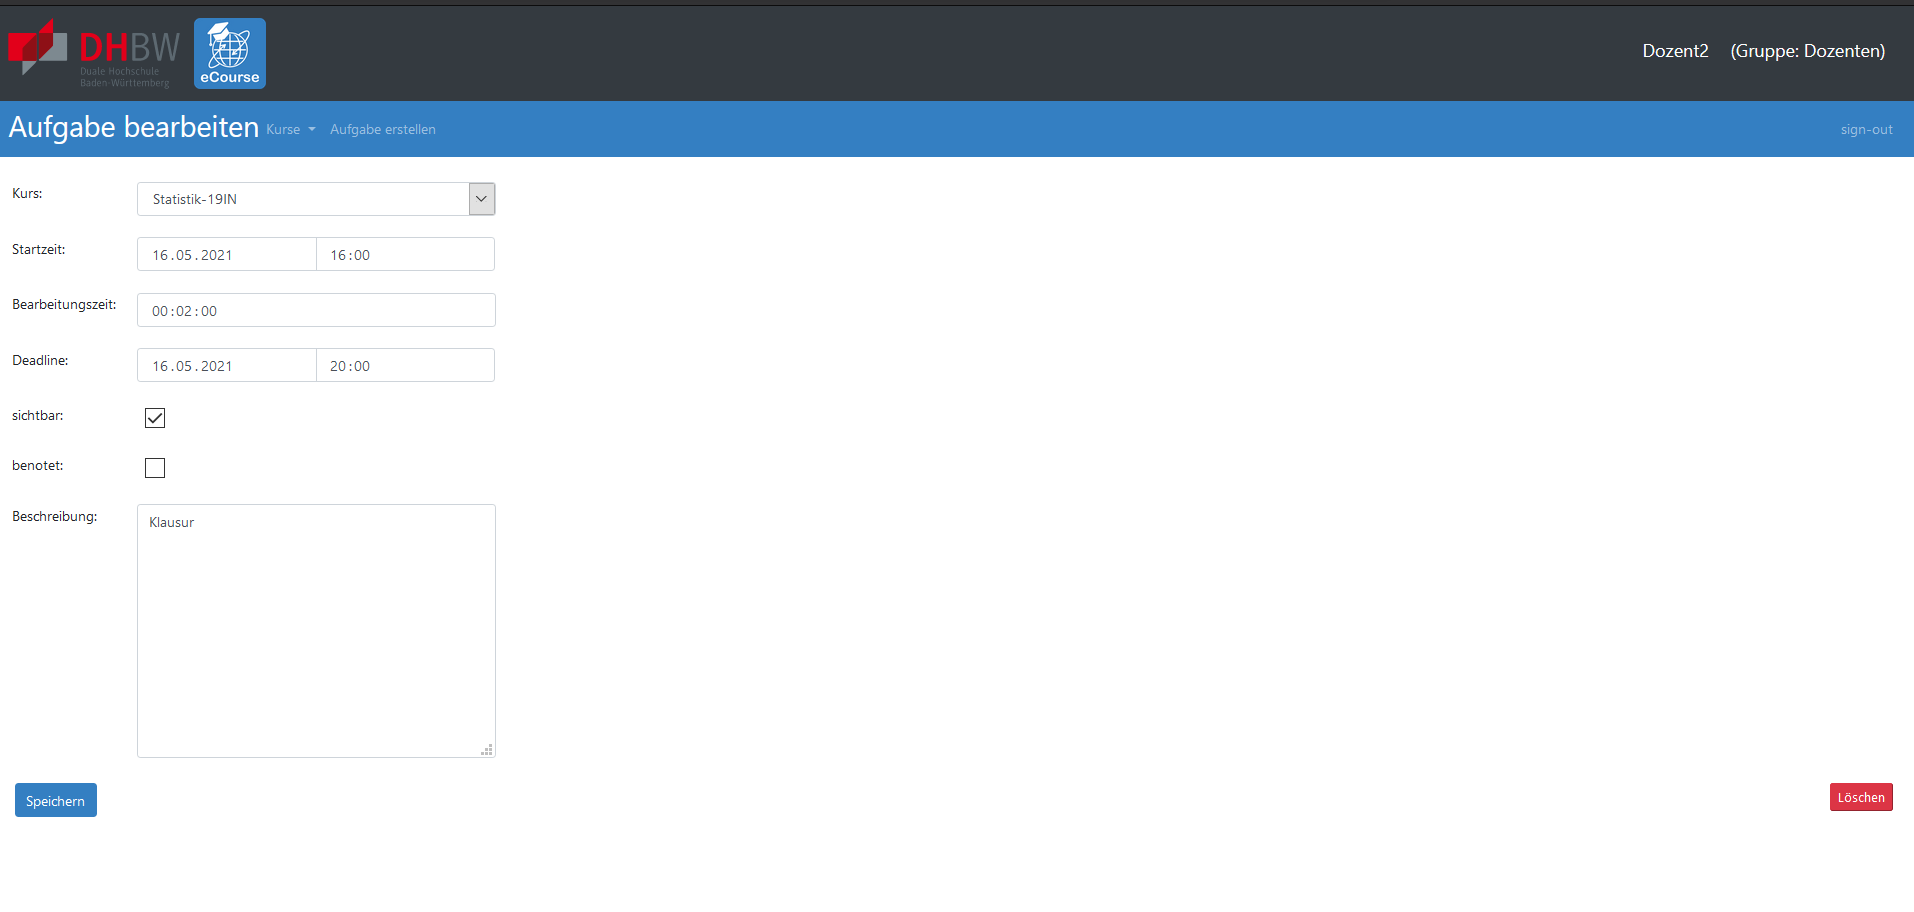 DHBW
Duale Hochschule
Baden-Württemberg
eCourse
Dozent2 (Gruppe: Dozenten)
Aufgabe bearbeiten Kurse Aufgabe erstellen sign-out
Kurs: Statistik-19IN
Startzeit: 16.05.2021 16:00
Bearbeitungszeit: 00:02:00
Deadline: 16.05.2021 20:00
sichtbar:
benotet:
Beschreibung: Klausur
Speichern Löschen